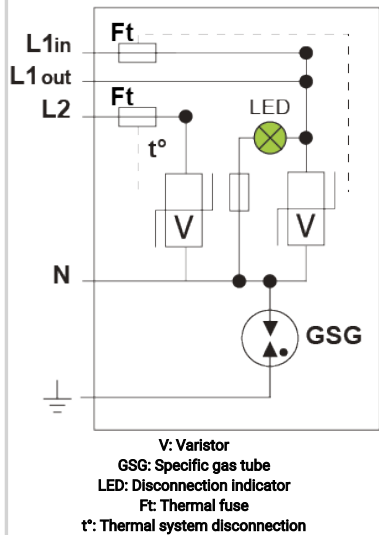 Ft
L1in
L1 out
Ft
LED
L2
t°
V
V
N
GSG
V: Varistor
GSG: Specific gas tube
LED: Disconnection indicator
Ft: Thermal fuse
t°: Thermal system disconnection